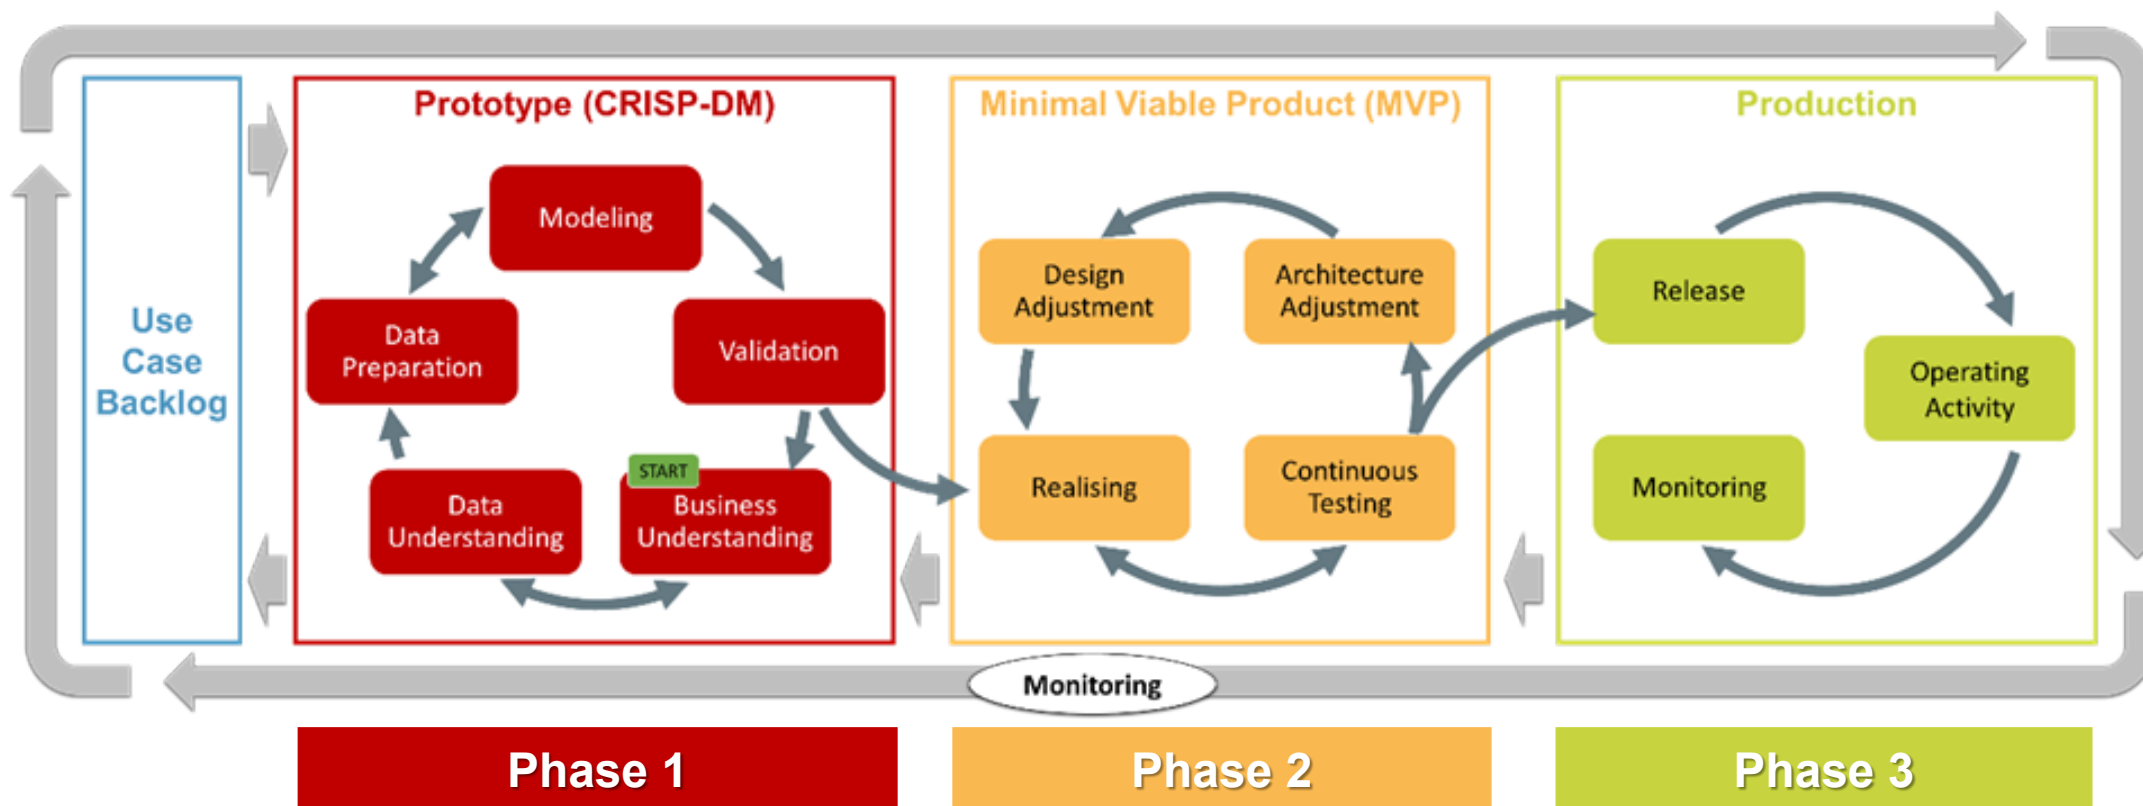 Use
Case
Backlog
Prototype (CRISP-DM)
Modeling
Data
Preparation
Validation
START
Data
Understanding
Business
Understanding
Minimal Viable Product (MVP)
Design
Adjustment
Architecture
Adjustment
Realising
Continuous
Testing
Production
Release
Operating
Activity
Monitoring
Monitoring
Phase 1
Phase 2
Phase 3